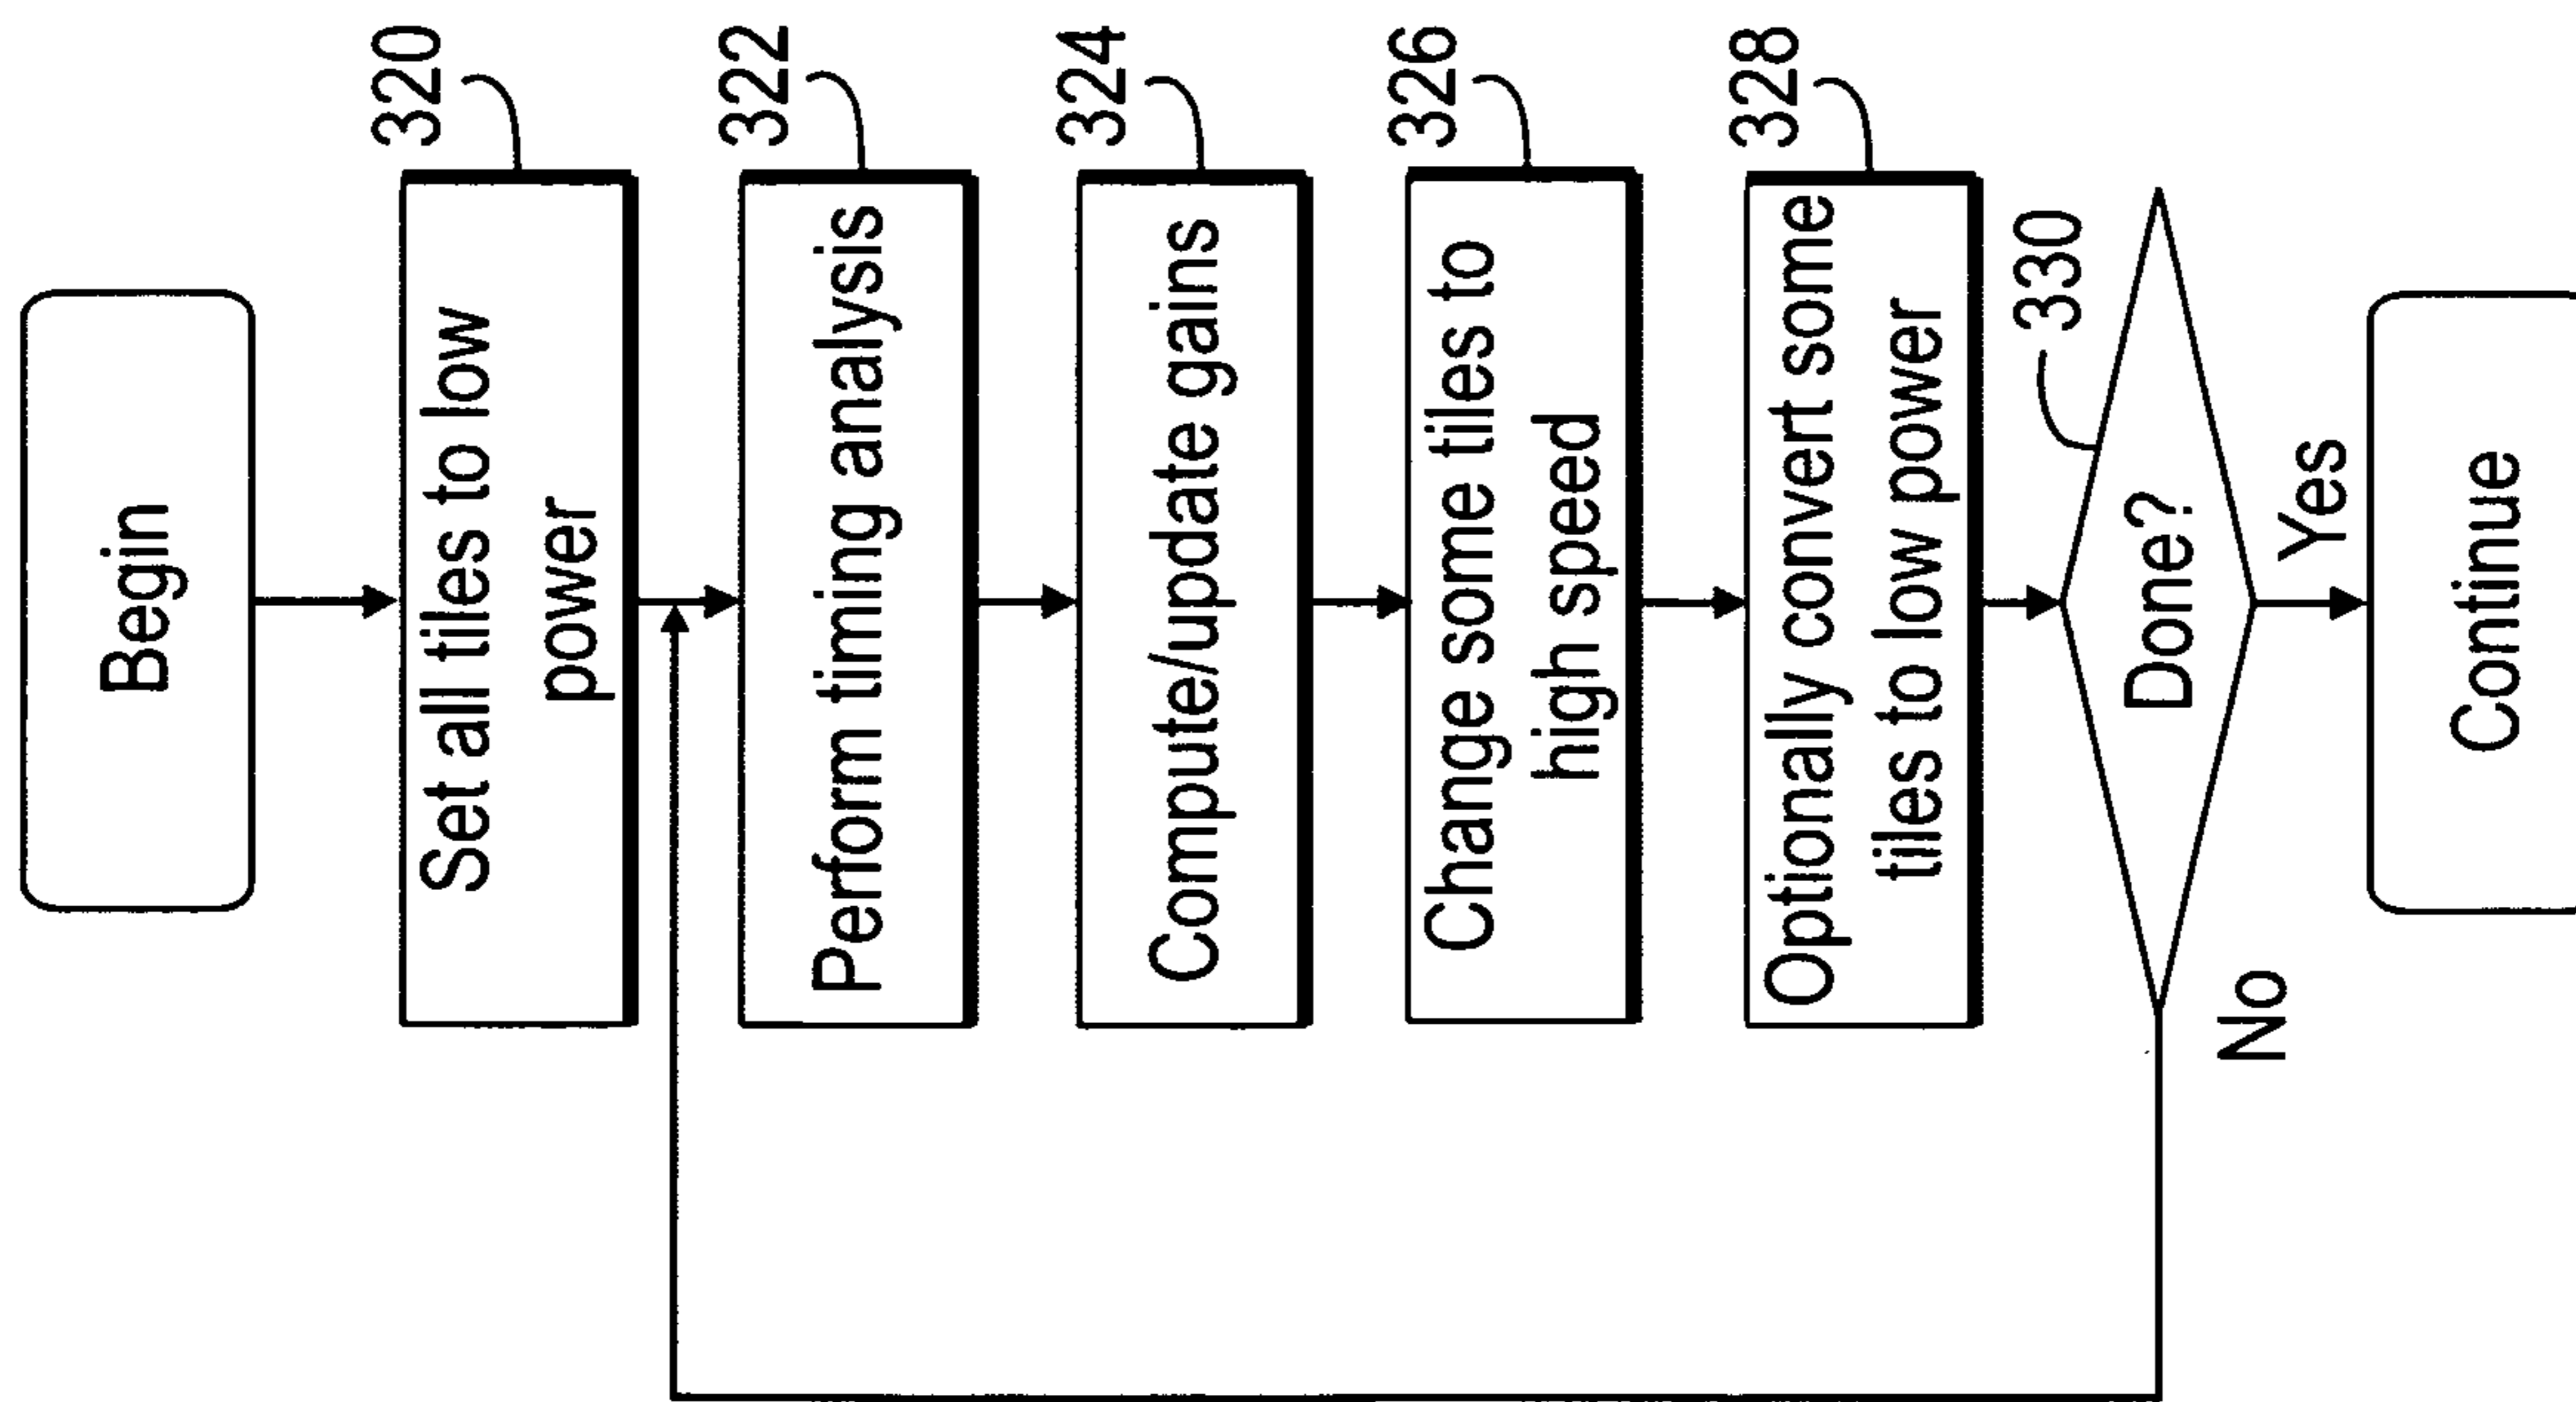 Begin
320
Set all tiles to low
power
322
Perform timing analysis
324
Compute/update gains
326
Change some tiles to
high speed
328
Optionally convert some
tiles to low power
330
Done?
No
Yes
Continue